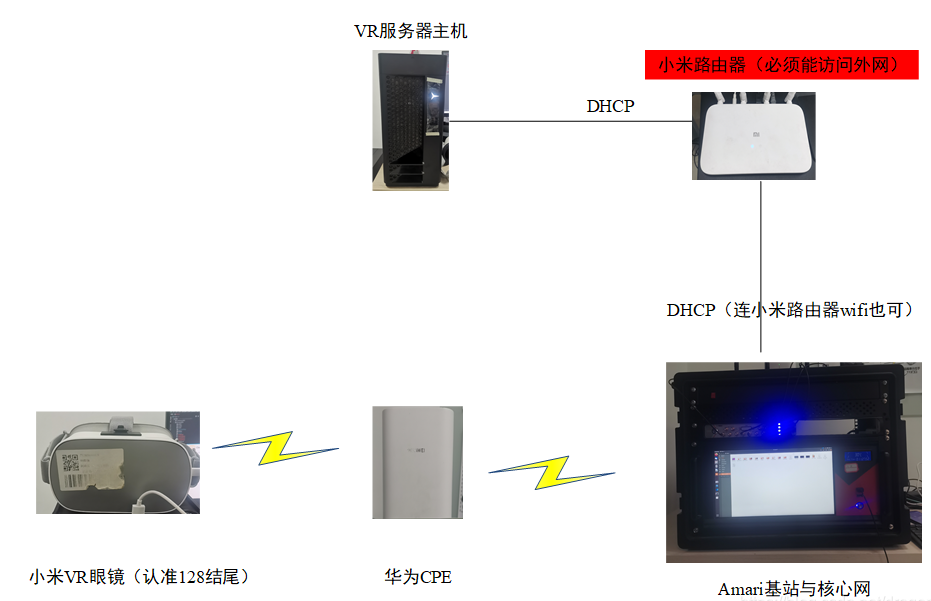 VR服务器主机
小米路由器（必须能访问外网）
DHCP
DHCP（连小米路由器wifi也可）
小米VR眼镜（认准128结尾）
华为CPE
Amari基站与核心网